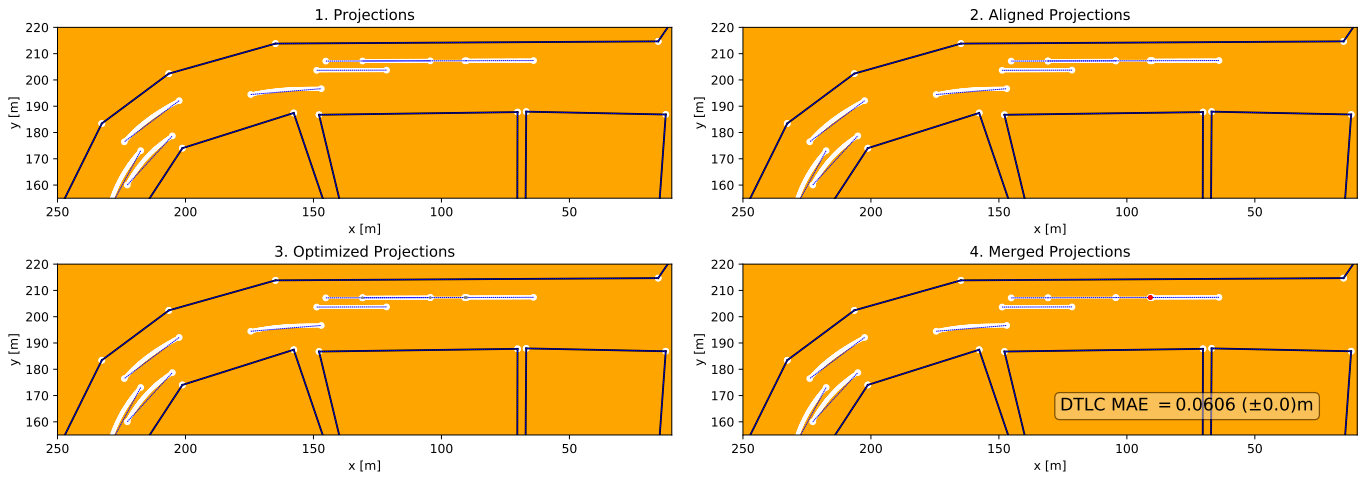 1. Projections
220
210
200
190
180
170
160
y [m]
250 200 150 100 50
x [m]
2. Aligned Projections
220
210
200
190
180
170
160
y [m]
250 200 150 100 50
x [m]
3. Optimized Projections
220
210
200
190
180
170
160
y [m]
250 200 150 100 50
x [m]
4. Merged Projections
220
210
200
190
180
170
160
y [m]
DTLC MAE = 0.0606 (±0.0)m
250 200 150 100 50
x [m]